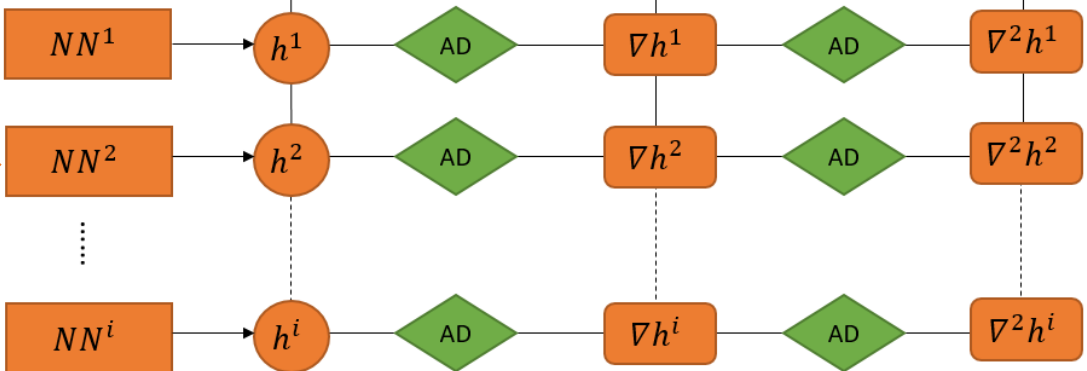 NN¹ h¹ AD ∇h¹ AD ∇²h¹
NN² h² AD ∇h² AD ∇²h²
NNⁱ hⁱ AD ∇hⁱ AD ∇²hⁱ